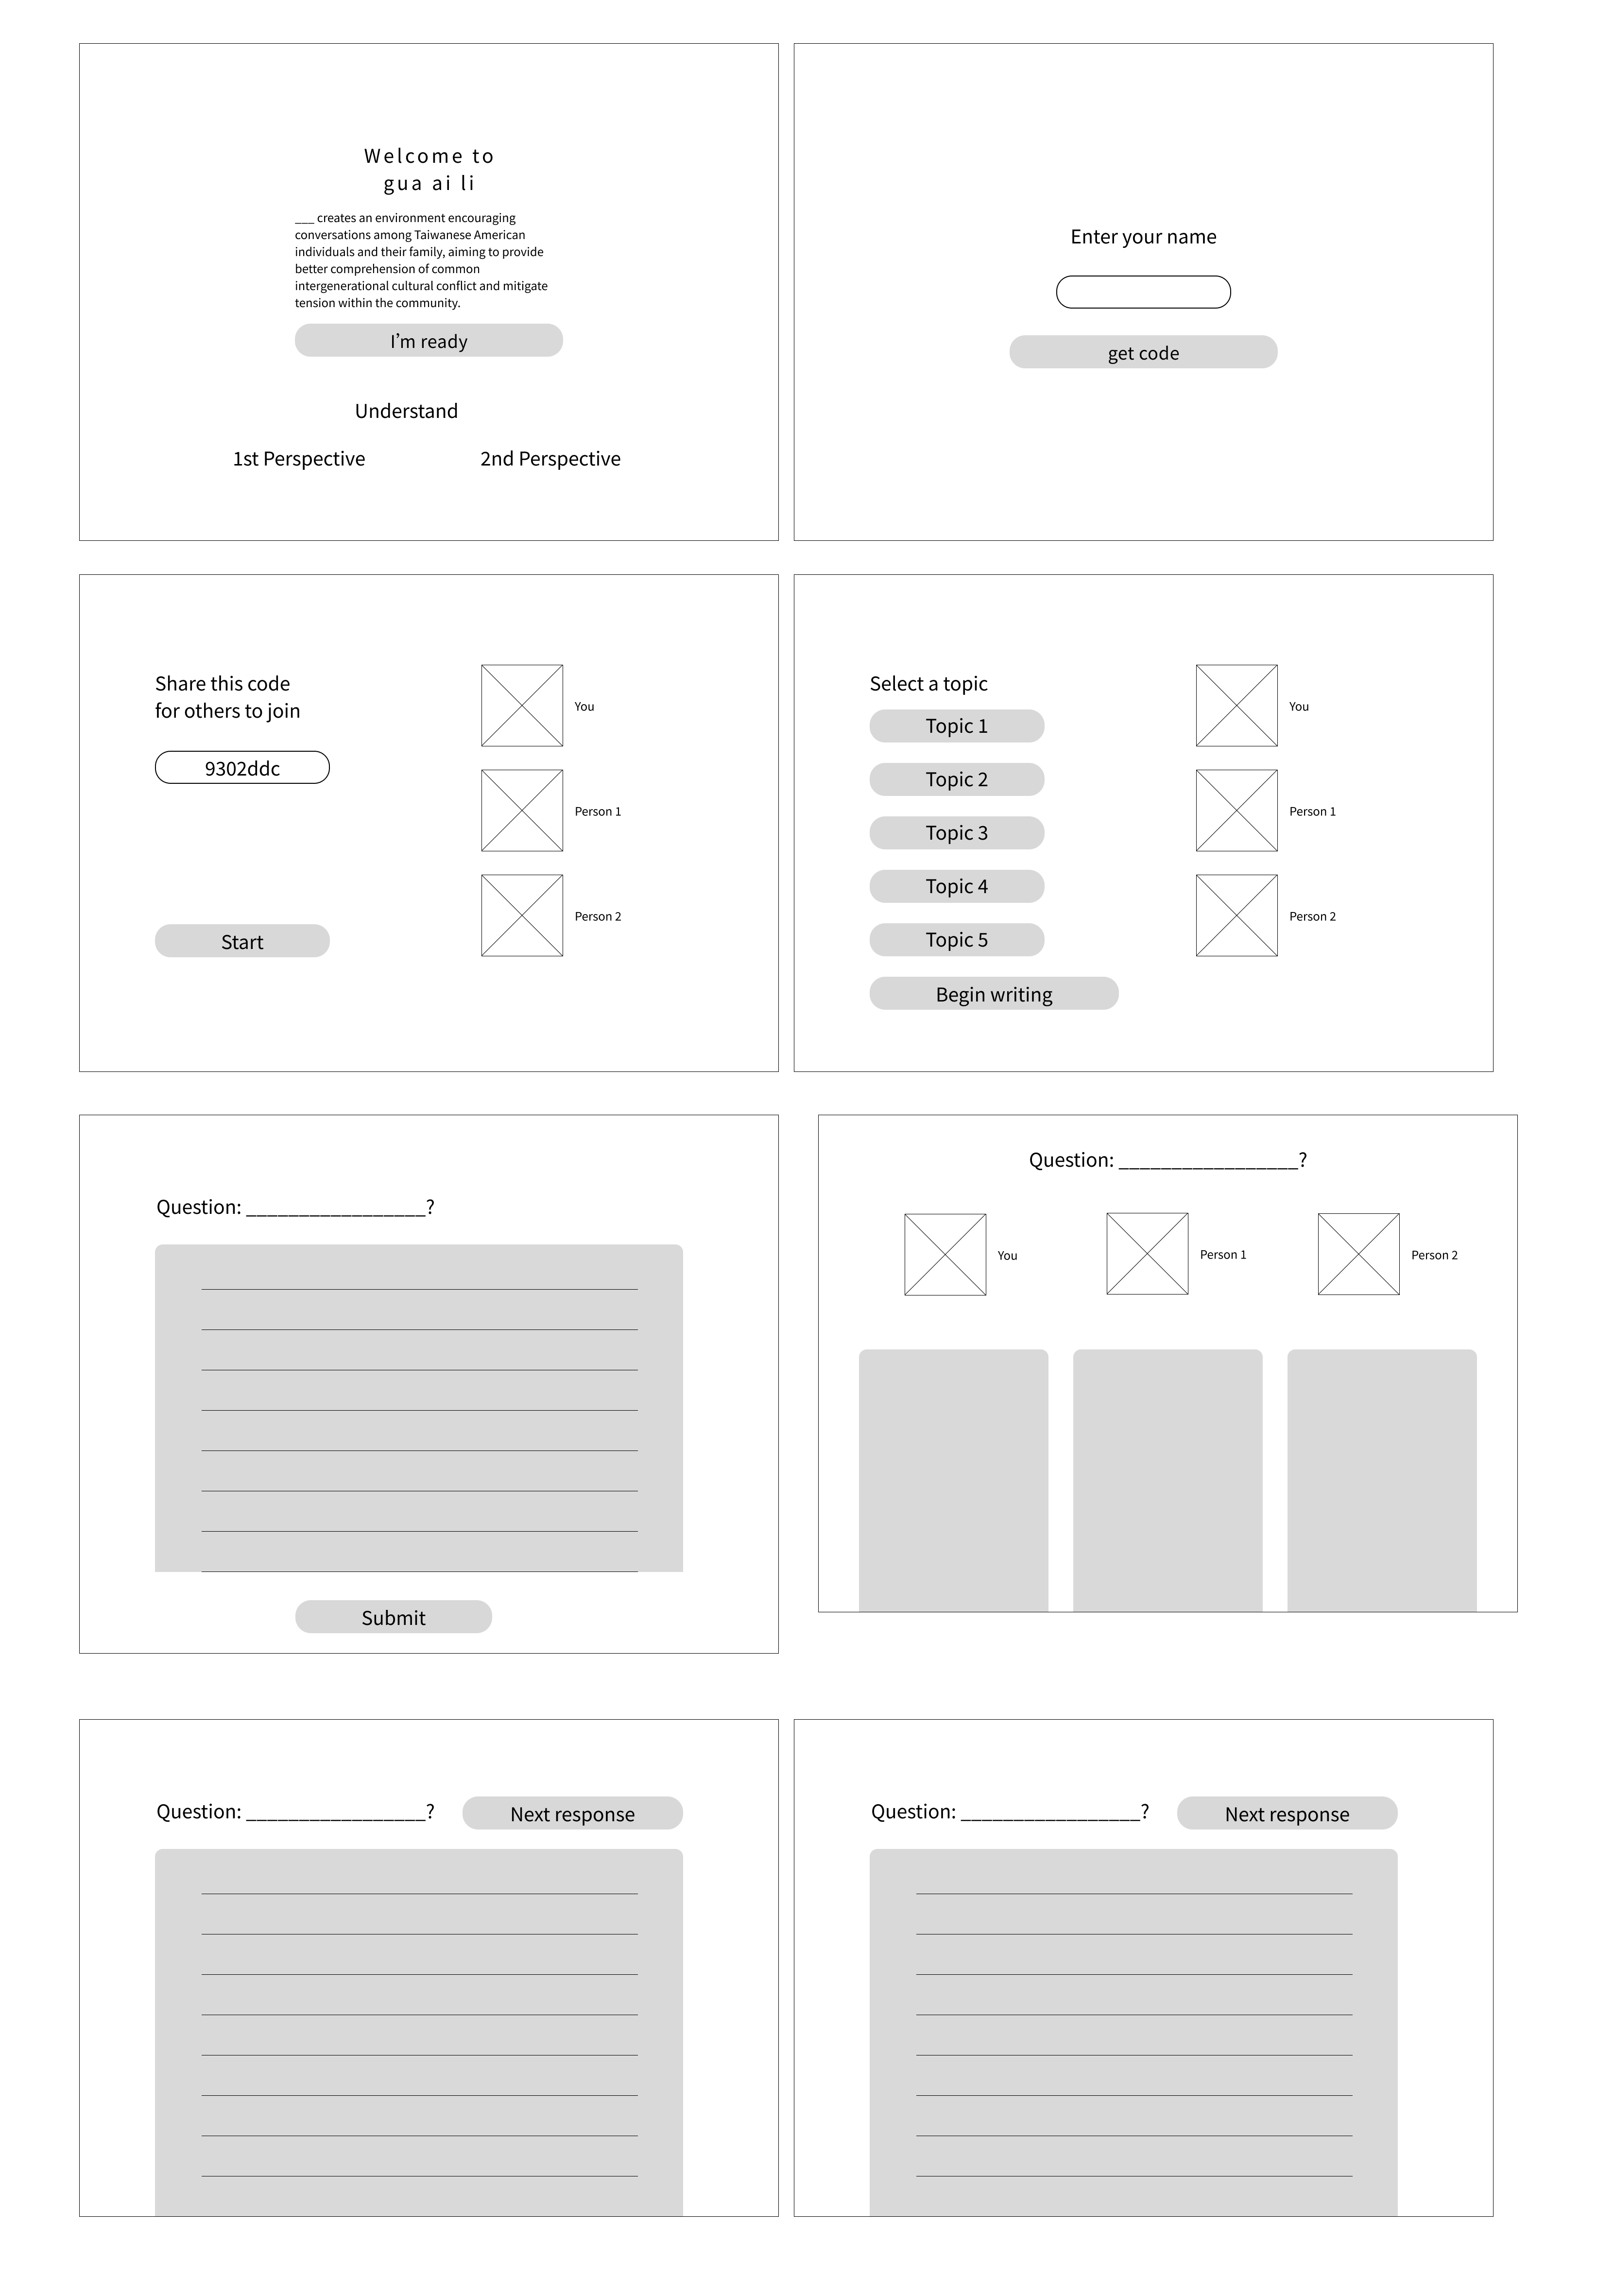 Welcome to
gua ai li
___ creates an environment encouraging
conversations among Taiwanese American
individuals and their family, aiming to provide
better comprehension of common
intergenerational cultural conflict and mitigate
tension within the community.
I’m ready
Understand
1st Perspective
2nd Perspective
Enter your name
get code
Share this code
for others to join
9302ddc
Start
You
Person 1
Person 2
Select a topic
Topic 1
Topic 2
Topic 3
Topic 4
Topic 5
Begin writing
You
Person 1
Person 2
Question: _________________?
Submit
Question: _________________?
You
Person 1
Person 2
Question: _________________?
Next response
Question: _________________?
Next response